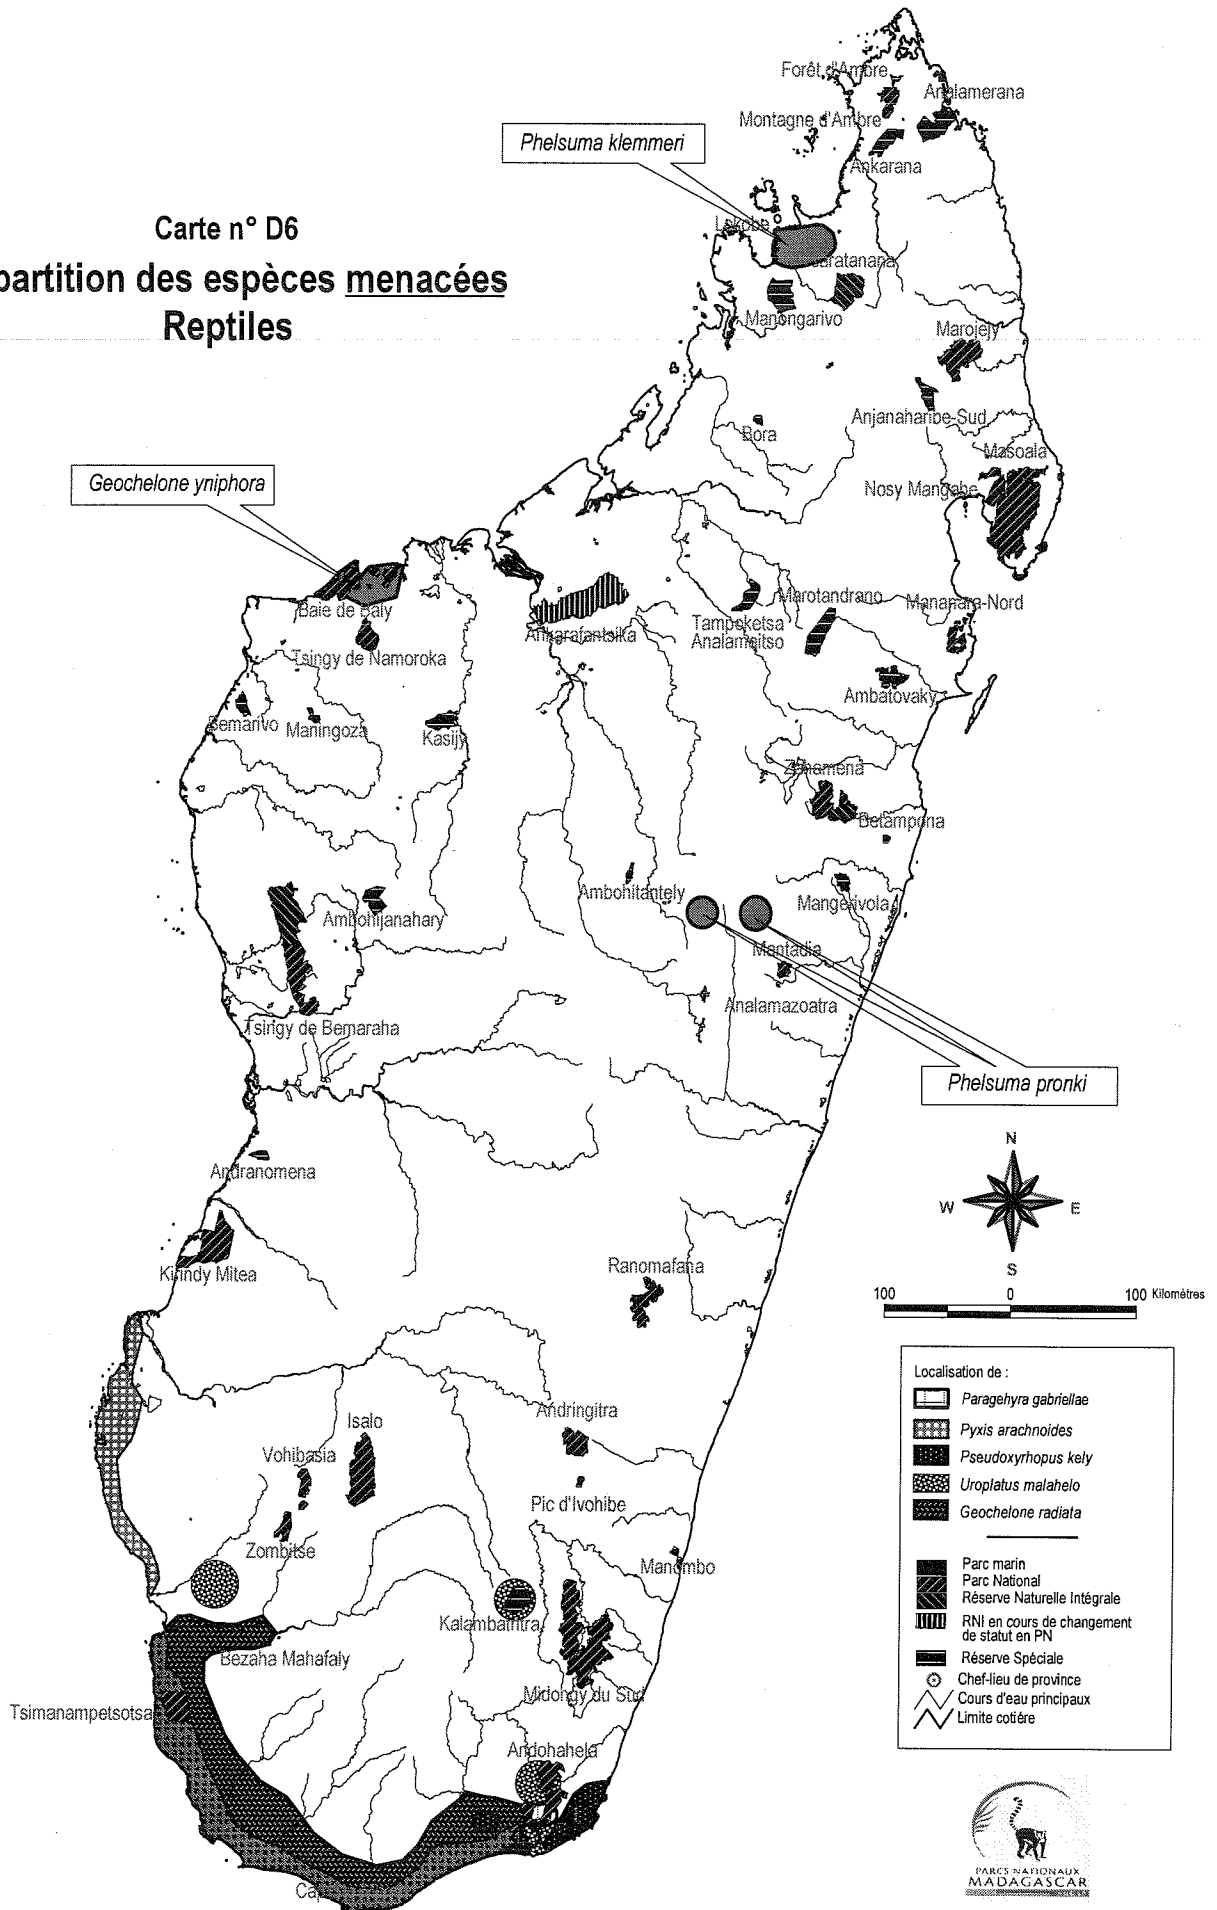 Forêt d'Ambre
Analamerana
Montagne d'Ambre
Ankarana
Phelsuma klemmeri
Carte n° D6
partition des espèces menacées
Reptiles
Lokobe
aratanana
Manongarivo
Marojejy
Anjanaharibe-Sud
Bora
Masoala
Nosy Mangabe
Geochelone yniphora
Baie de Baly
Ankarafantsika
Tampoketsa
Analamaitso
Marotandrano
Mananara-Nord
Tsingy de Namoroka
Ambatovaky
Bemarivo
Maningoza
Kasijy
Zahamena
Betampona
Ambohitantely
Mangerivola
Ambohijanahary
Mantadia
Analamazoatra
Tsingy de Bemaraha
Phelsuma pronki
Andranomena
N
W
E
S
Kirindy Mitea
Ranomafana
100 0 100 Kilomètres
Localisation de :
Paragehyra gabriellae
Pyxis arachnoides
Pseudoxyrhopus kely
Uroplatus malahelo
Geochelone radiata
Parc marin
Parc National
Réserve Naturelle Intégrale
RNI en cours de changement
de statut en PN
Réserve Spéciale
Chef-lieu de province
Cours d'eau principaux
Limite cotière
Isalo
Andringitra
Vohibasia
Pic d'Ivohibe
Zombitse
Manombo
Kalambatritra
Bezaha Mahafaly
Midongy du Sud
Tsimanampetsotsa
Andohahela
Cap
PARCS NATIONAUX
MADAGASCAR